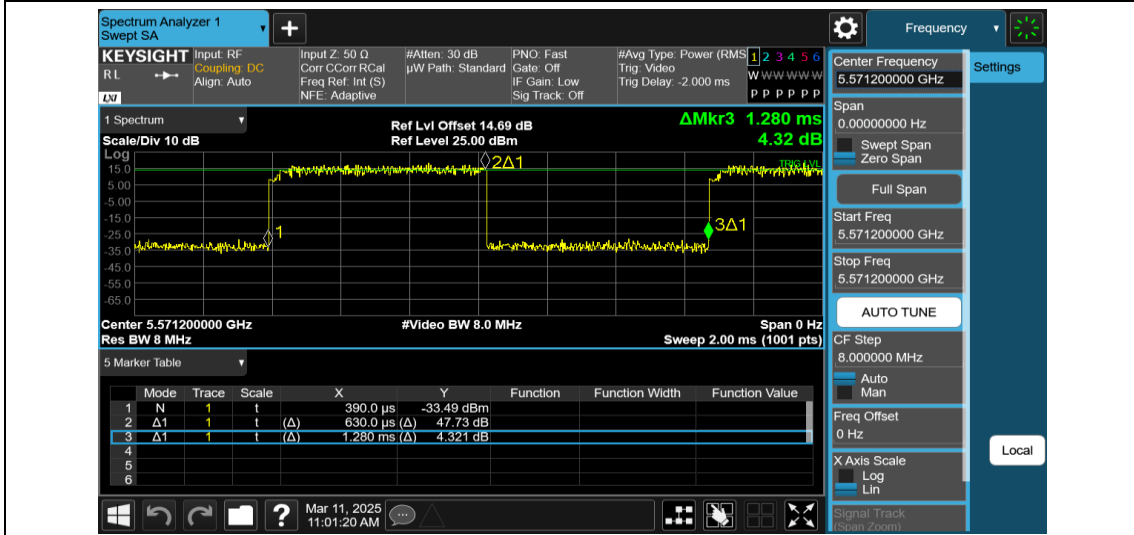 Spectrum Analyzer 1
Swept SA
KEYSIGHT
RL
LXI
Input: RF
Coupling: DC
Align: Auto
Input Z: 50 Ω
Corr CCorr RCal
Freq Ref: Int (S)
NFE: Adaptive
#Atten: 30 dB
µW Path: Standard
PNO: Fast
Gate: Off
IF Gain: Low
Sig Track: Off
#Avg Type: Power (RMS
Trig: Video
Trig Delay: -2.000 ms
1 2 3 4 5 6
W W W W W W
P P P P P P
1 Spectrum
Scale/Div 10 dB
Ref Lvl Offset 14.69 dB
Ref Level 25.00 dBm
ΔMkr3 1.280 ms
4.32 dB
Log
15.0
5.00
-5.00
-15.0
-25.0
-35.0
-45.0
-55.0
-65.0
2Δ1
TRIG LVL
1
3Δ1
Center 5.571200000 GHz
#Video BW 8.0 MHz
Span 0 Hz
Res BW 8 MHz
Sweep 2.00 ms (1001 pts)
5 Marker Table
Mode Trace Scale X Y Function Function Width Function Value
1 N 1 t 390.0 µs -33.49 dBm
2 Δ1 1 t (Δ) 630.0 µs (Δ) 47.73 dB
3 Δ1 1 t (Δ) 1.280 ms (Δ) 4.321 dB
4
5
6
?
Mar 11, 2025
11:01:20 AM
Frequency
Settings
Center Frequency
5.571200000 GHz
Span
0.00000000 Hz
Swept Span
Zero Span
Full Span
Start Freq
5.571200000 GHz
Stop Freq
5.571200000 GHz
AUTO TUNE
CF Step
8.000000 MHz
Auto
Man
Freq Offset
0 Hz
X Axis Scale
Log
Lin
Signal Track
(Span Zoom)
Local